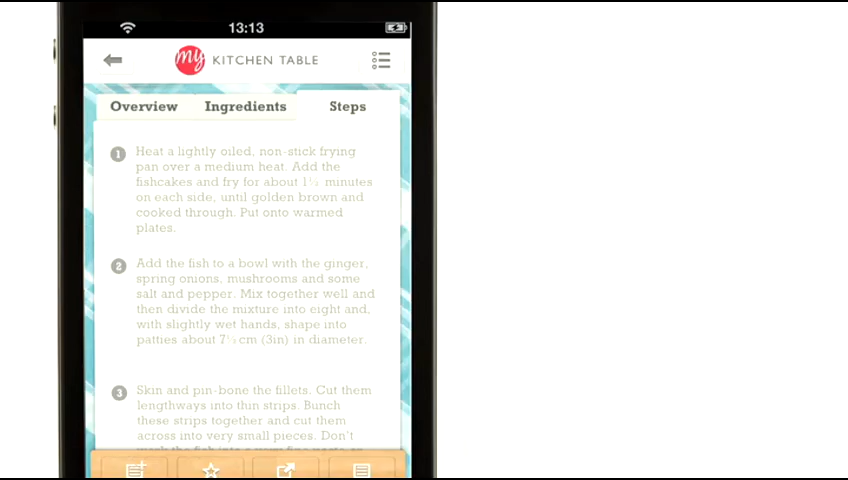 13:13
my KITCHEN TABLE
Overview Ingredients Steps
1 Heat a lightly oiled, non-stick frying
pan over a medium heat. Add the
fishcakes and fry for about 1½ minutes
on each side, until golden brown and
cooked through. Put onto warmed
plates.
2 Add the fish to a bowl with the ginger,
spring onions, mushrooms and some
salt and pepper. Mix together well and
then divide the mixture into eight and,
with slightly wet hands, shape into
patties about 7½ cm (3in) in diameter.
3 Skin and pin-bone the fillets. Cut them
lengthways into thin strips. Bunch
these strips together and cut them
across into very small pieces. Don't